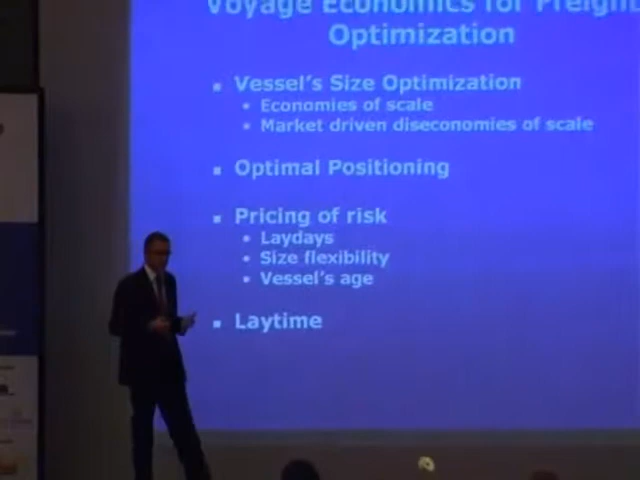 Voyage Economics for Freight
Optimization
▪ Vessel's Size Optimization
• Economies of scale
• Market driven diseconomies of scale
▪ Optimal Positioning
▪ Pricing of risk
• Laydays
• Size flexibility
• Vessel's age
▪ Laytime